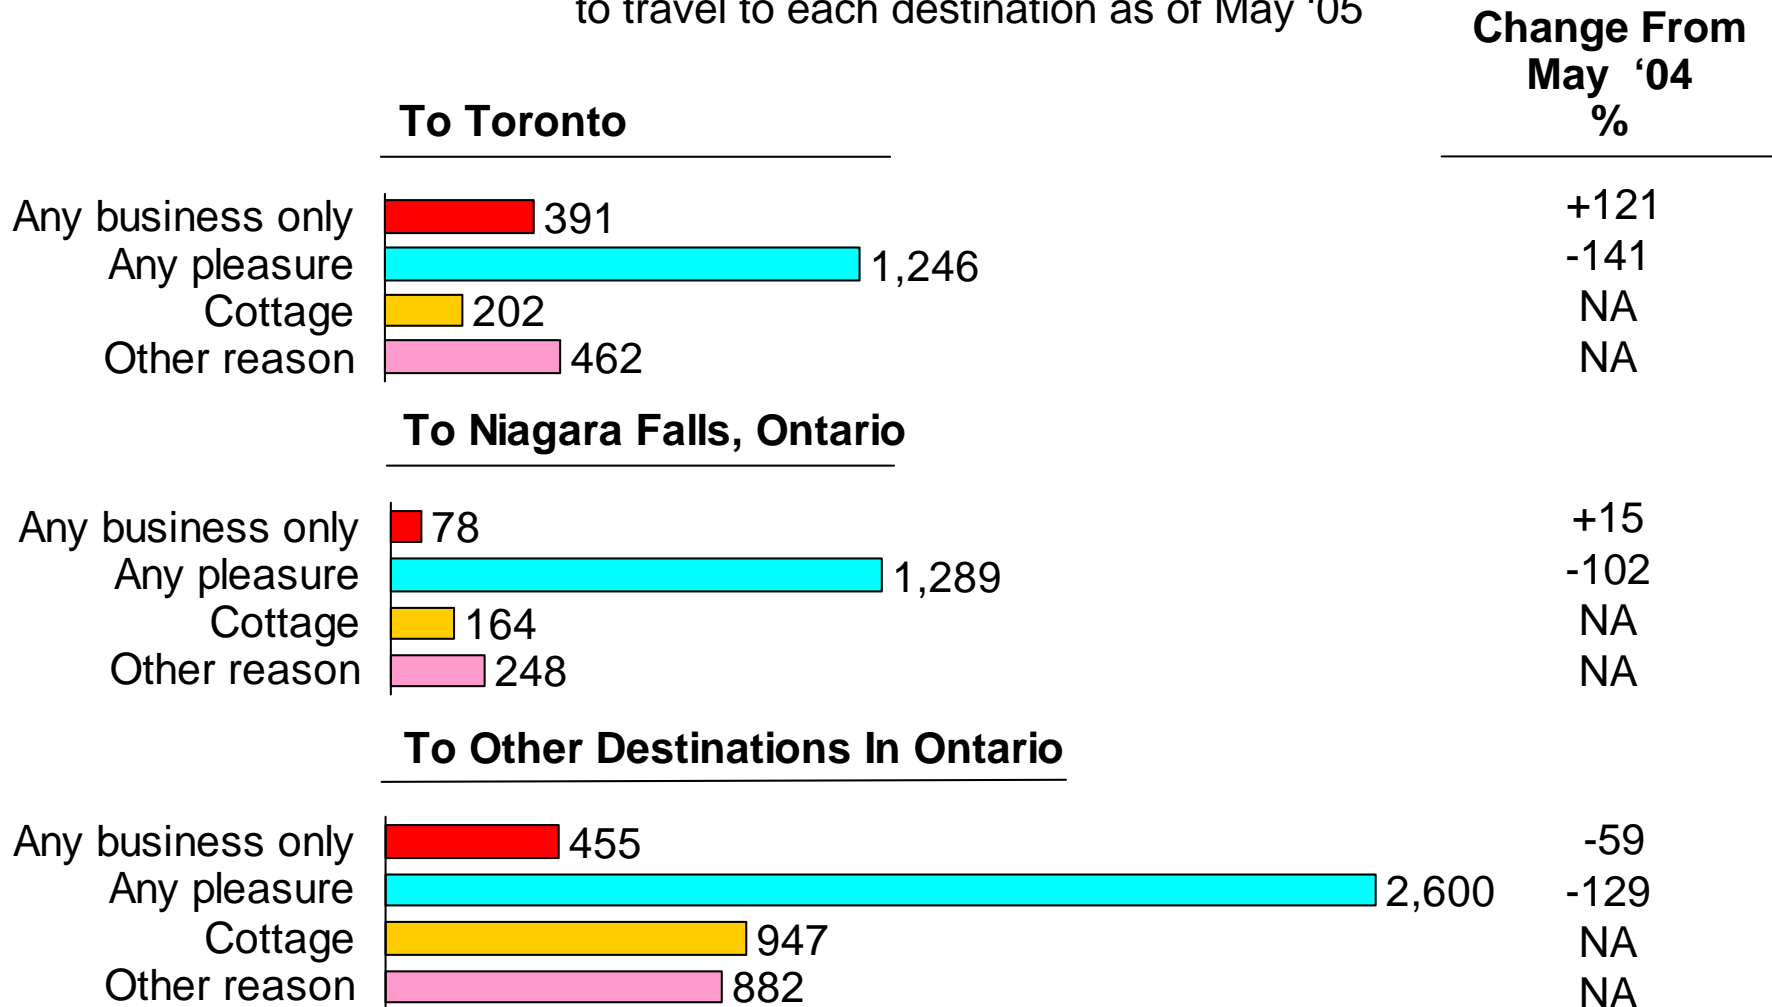 to travel to each destination as of May ‘05
Change From
May ‘04
%
To Toronto
Any business only 391 +121
Any pleasure 1,246 -141
Cottage 202 NA
Other reason 462 NA
To Niagara Falls, Ontario
Any business only 78 +15
Any pleasure 1,289 -102
Cottage 164 NA
Other reason 248 NA
To Other Destinations In Ontario
Any business only 455 -59
Any pleasure 2,600 -129
Cottage 947 NA
Other reason 882 NA